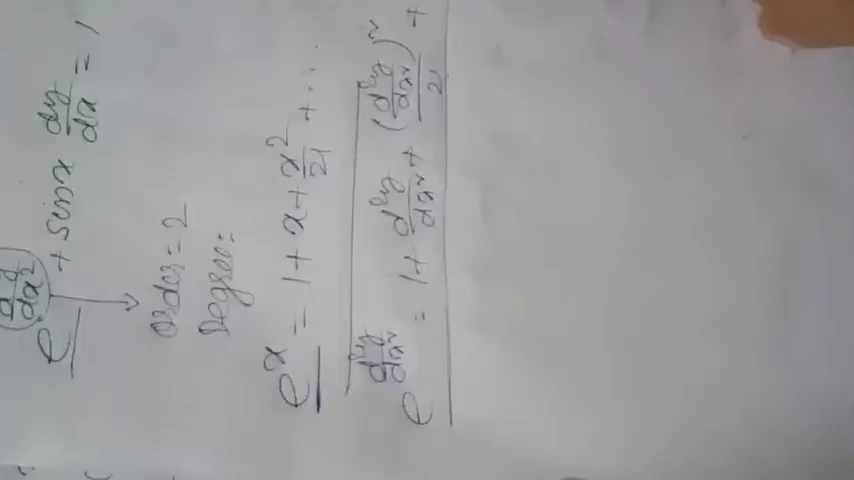 e^(d²y/dx²) + sinx dy/dx = 1
Order = 2
Degree =
e^x = 1 + x + x²/2! + ...
e^(d²y/dx²) = 1 + d²y/dx² + (d²y/dx²)²/2! +